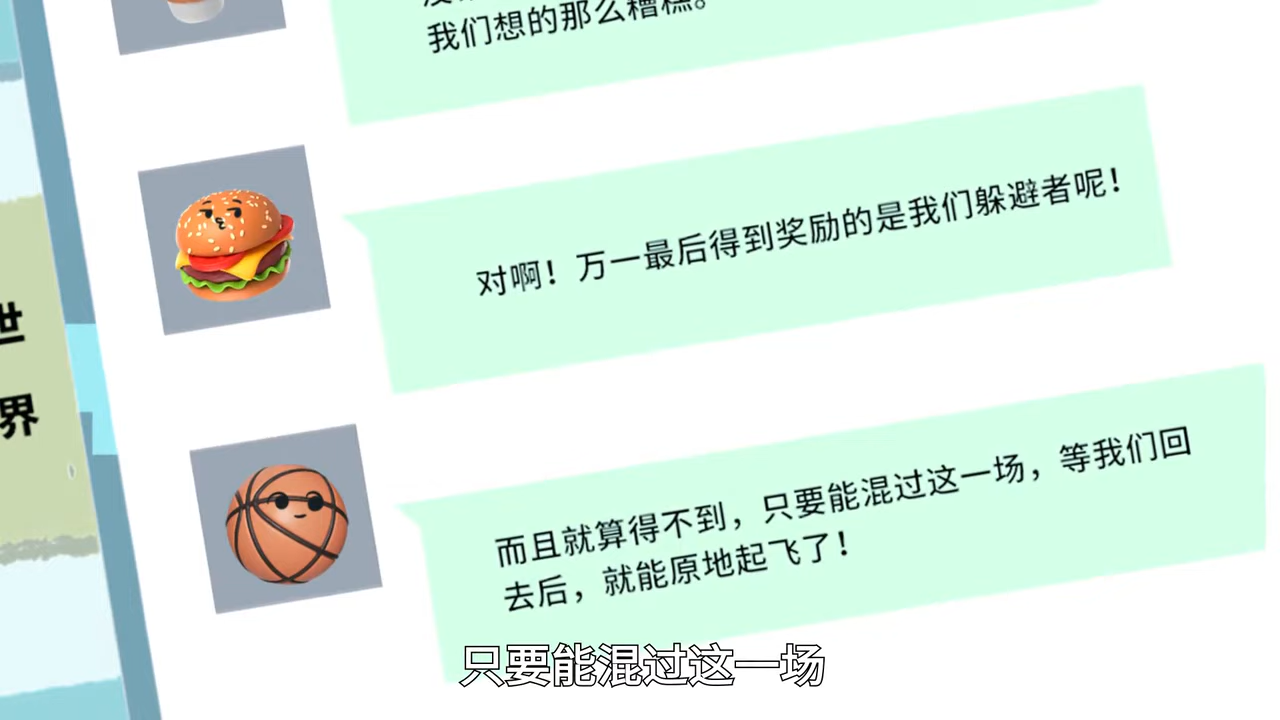 我们想的那么糟糕。
对啊！万一最后得到奖励的是我们躲避者呢！
世
界
而且就算得不到，只要能混过这一场，等我们回
去后，就能原地起飞了！
只要能混过这一场